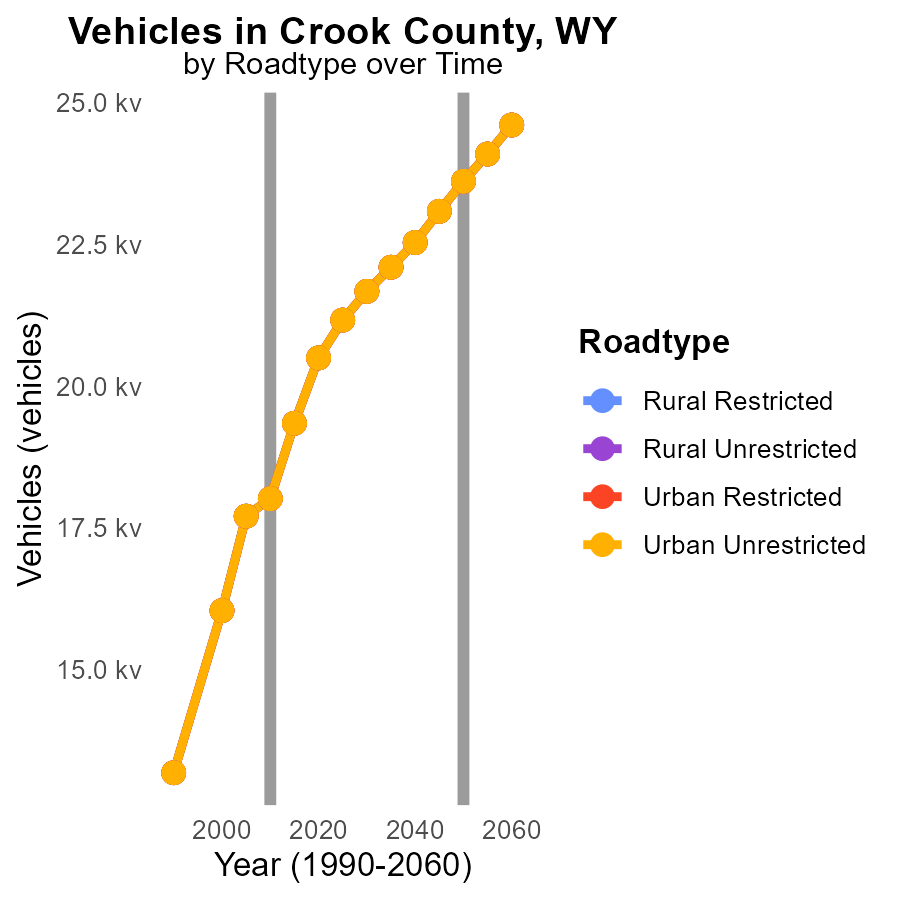 Vehicles in Crook County, WY
by Roadtype over Time
25.0 kv
22.5 kv
20.0 kv
17.5 kv
15.0 kv
Vehicles (vehicles)
2000 2020 2040 2060
Year (1990-2060)
Roadtype
Rural Restricted
Rural Unrestricted
Urban Restricted
Urban Unrestricted